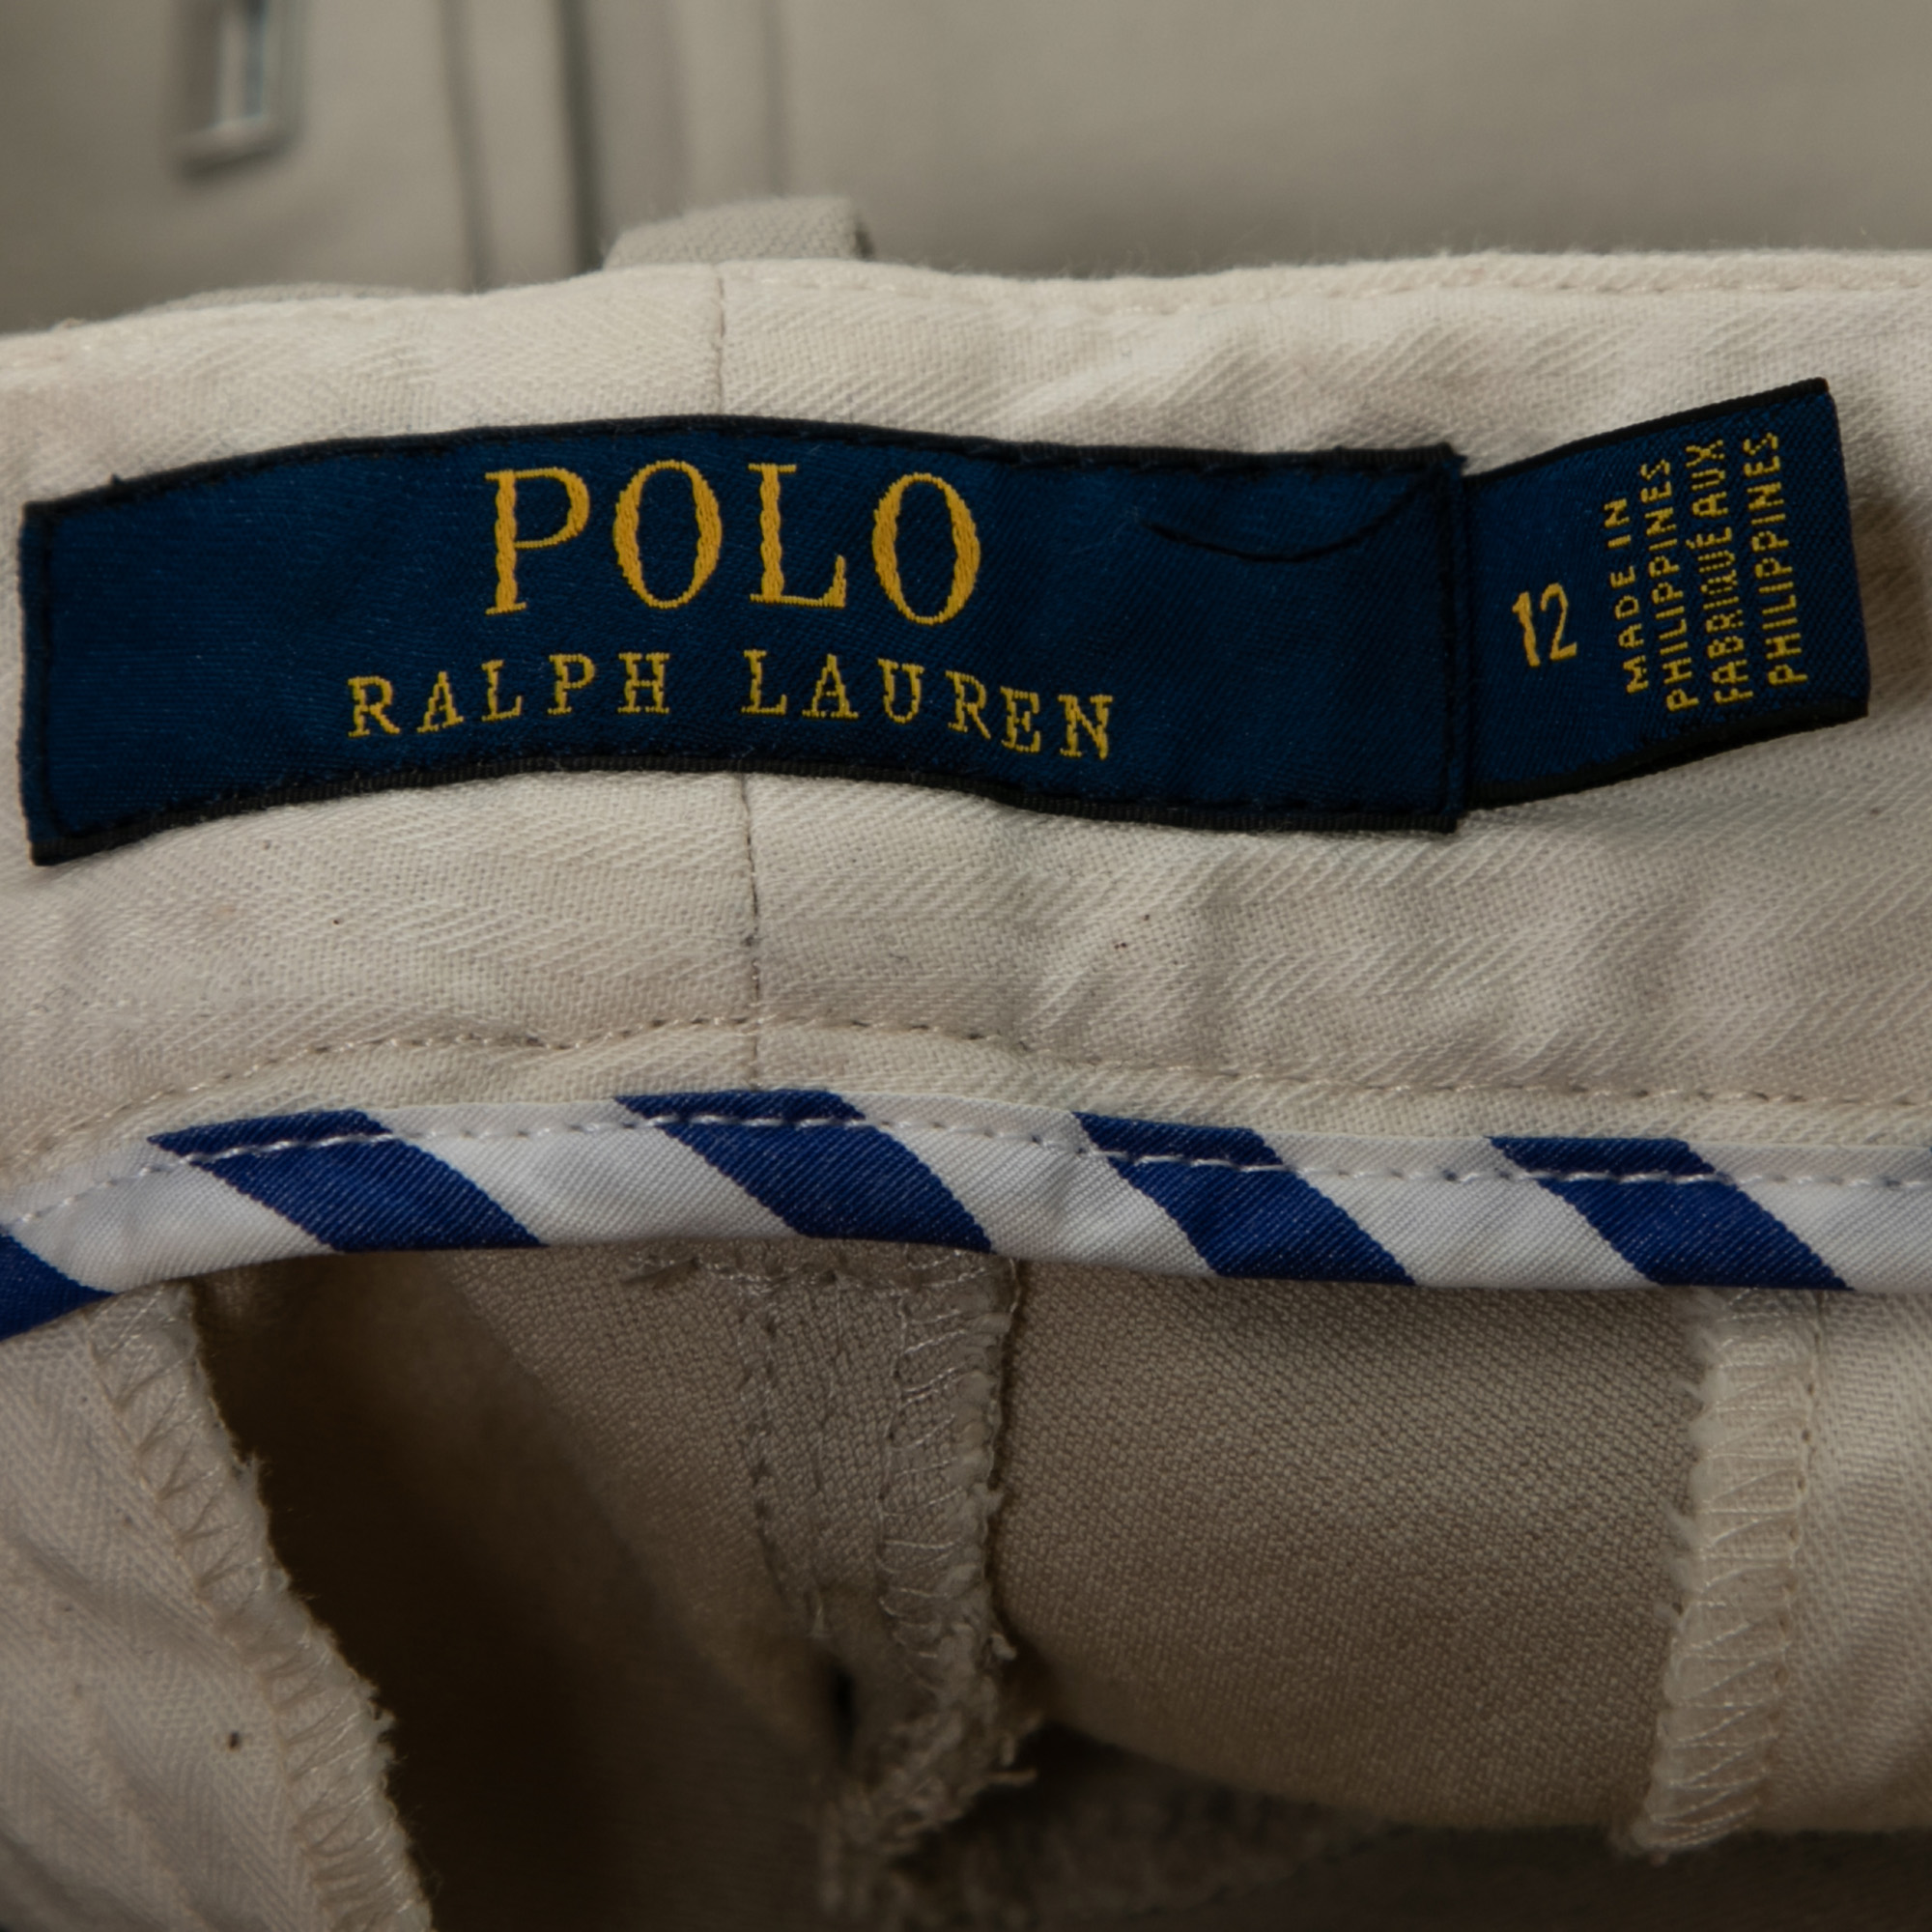 POLO
RALPH LAUREN
12
MADE IN
PHILIPPINES
FABRIQUÉ AUX
PHILIPPINES